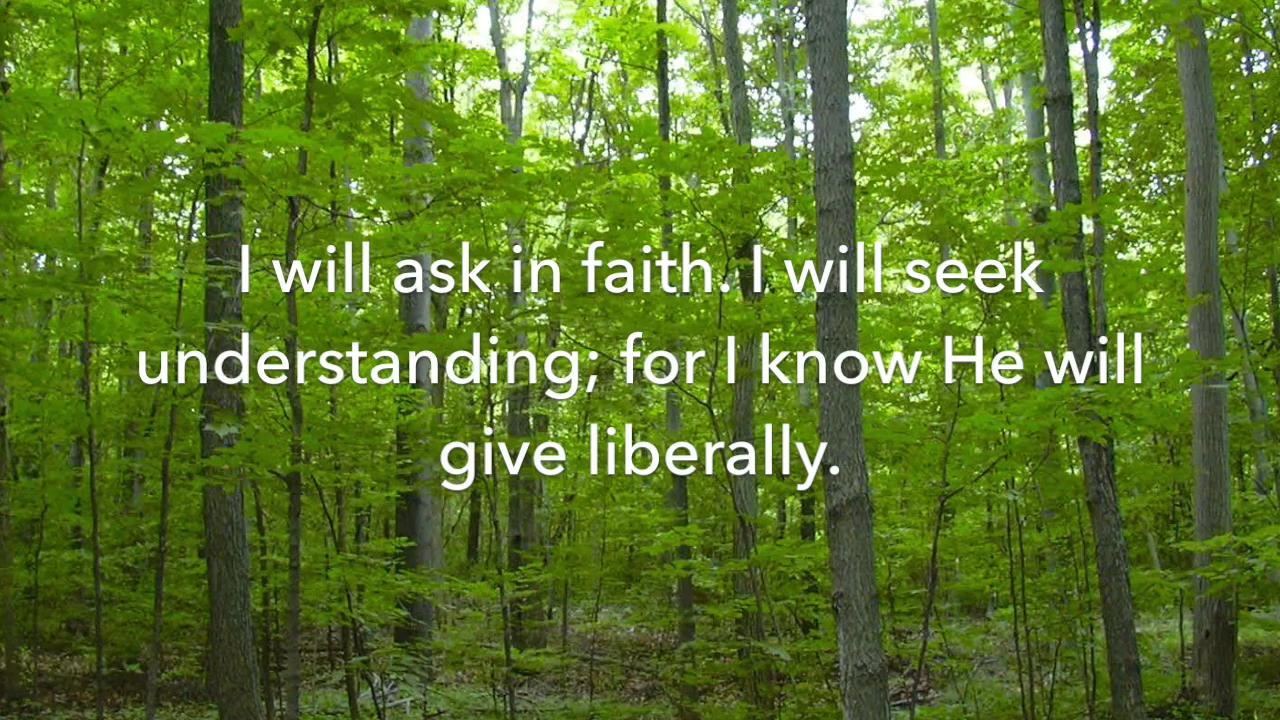 I will ask in faith. I will seek
understanding; for I know He will
give liberally.